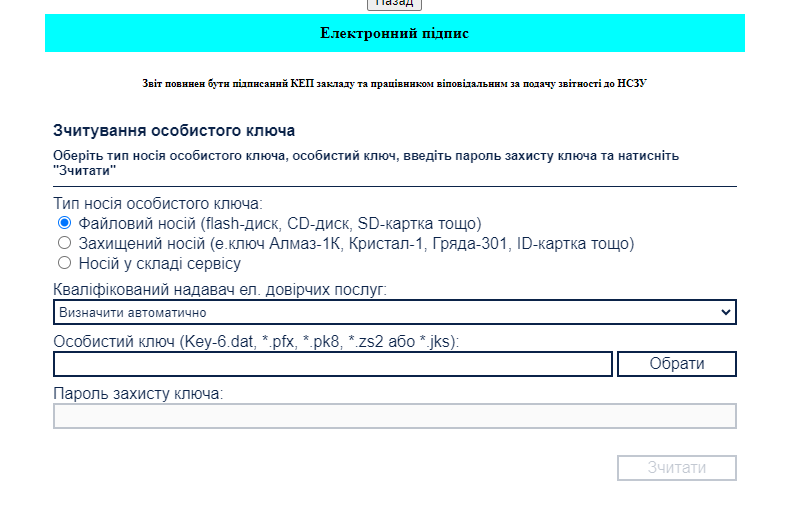 Назад
Електронний підпис
Звіт повинен бути підписаний КЕП закладу та працівником віповідальним за подачу звітності до НСЗУ
Зчитування особистого ключа
Оберіть тип носія особистого ключа, особистий ключ, введіть пароль захисту ключа та натисніть
"Зчитати"
Тип носія особистого ключа:
Файловий носій (flash-диск, CD-диск, SD-картка тощо)
Захищений носій (е.ключ Алмаз-1К, Кристал-1, Гряда-301, ID-картка тощо)
Носій у складі сервісу
Кваліфікований надавач ел. довірчих послуг:
Визначити автоматично
Особистий ключ (Key-6.dat, *.pfx, *.pk8, *.zs2 або *.jks):
Обрати
Пароль захисту ключа:
Зчитати